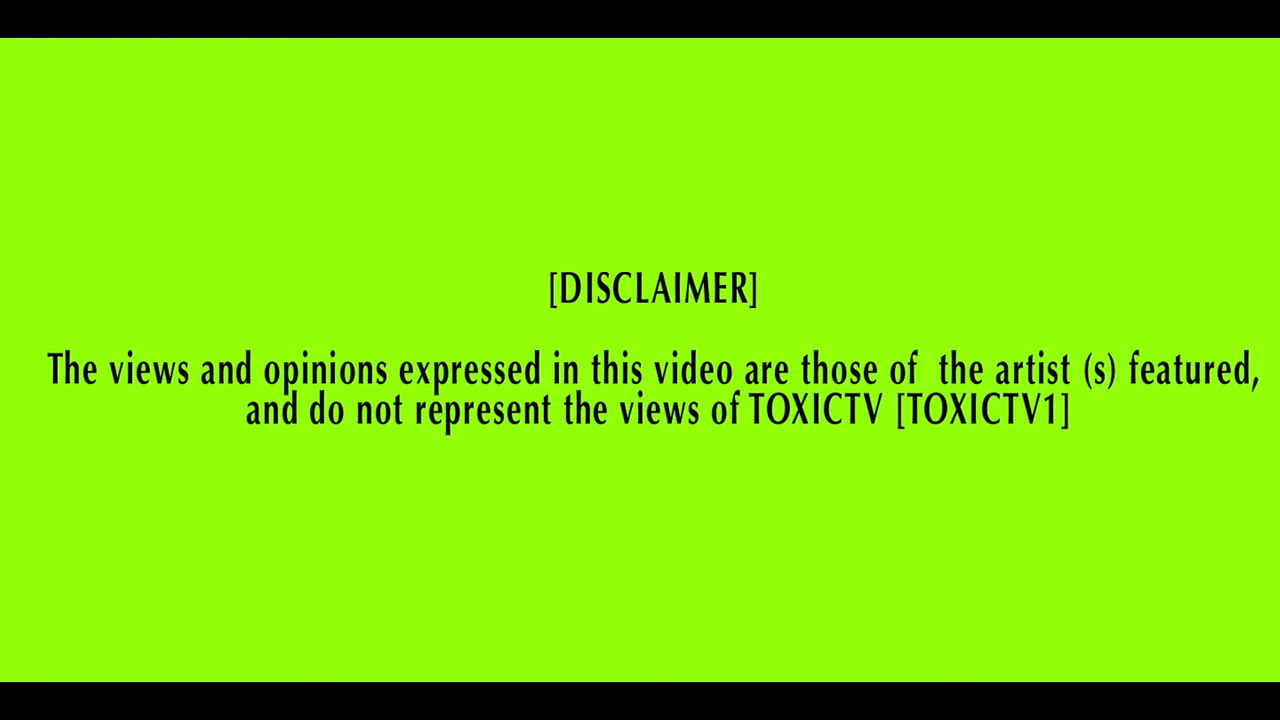 [DISCLAIMER]
The views and opinions expressed in this video are those of  the artist (s) featured,
and do not represent the views of TOXICTV [TOXICTV1]